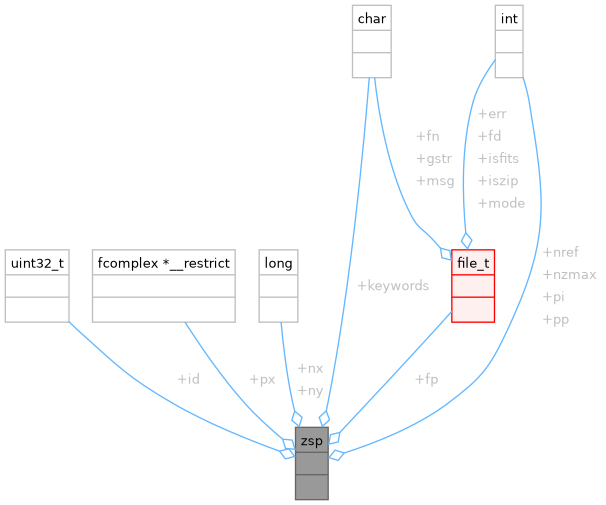 char
int
+err
+fd
+isfits
+iszip
+mode
+fn
+gstr
+msg
uint32_t
fcomplex *__restrict
long
file_t
+nref
+nzmax
+pi
+pp
+keywords
+id
+px
+nx
+ny
+fp
zsp